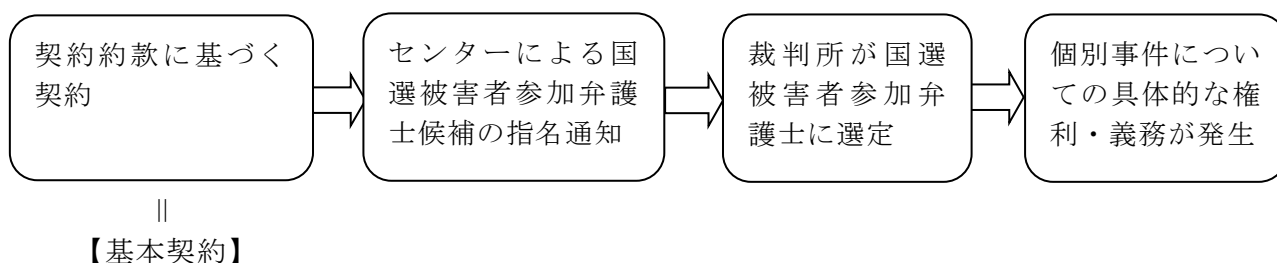 契約約款に基づく
契約
センターによる国
選被害者参加弁護
士候補の指名通知
裁判所が国選
被害者参加弁
護士に選定
個別事件につい
ての具体的な権
利・義務が発生
||
【基本契約】